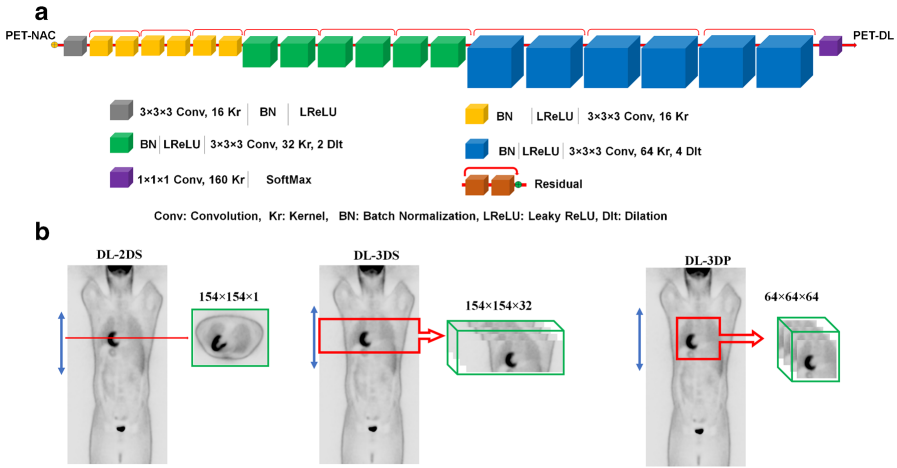 a
PET-NAC
PET-DL
3×3×3 Conv, 16 Kr | BN | LReLU
BN | LReLU | 3×3×3 Conv, 16 Kr
BN | LReLU | 3×3×3 Conv, 32 Kr, 2 Dlt
BN | LReLU | 3×3×3 Conv, 64 Kr, 4 Dlt
1×1×1 Conv, 160 Kr | SoftMax
Residual
Conv: Convolution, Kr: Kernel, BN: Batch Normalization, LReLU: Leaky ReLU, Dlt: Dilation
b
DL-2DS
154×154×1
DL-3DS
154×154×32
DL-3DP
64×64×64